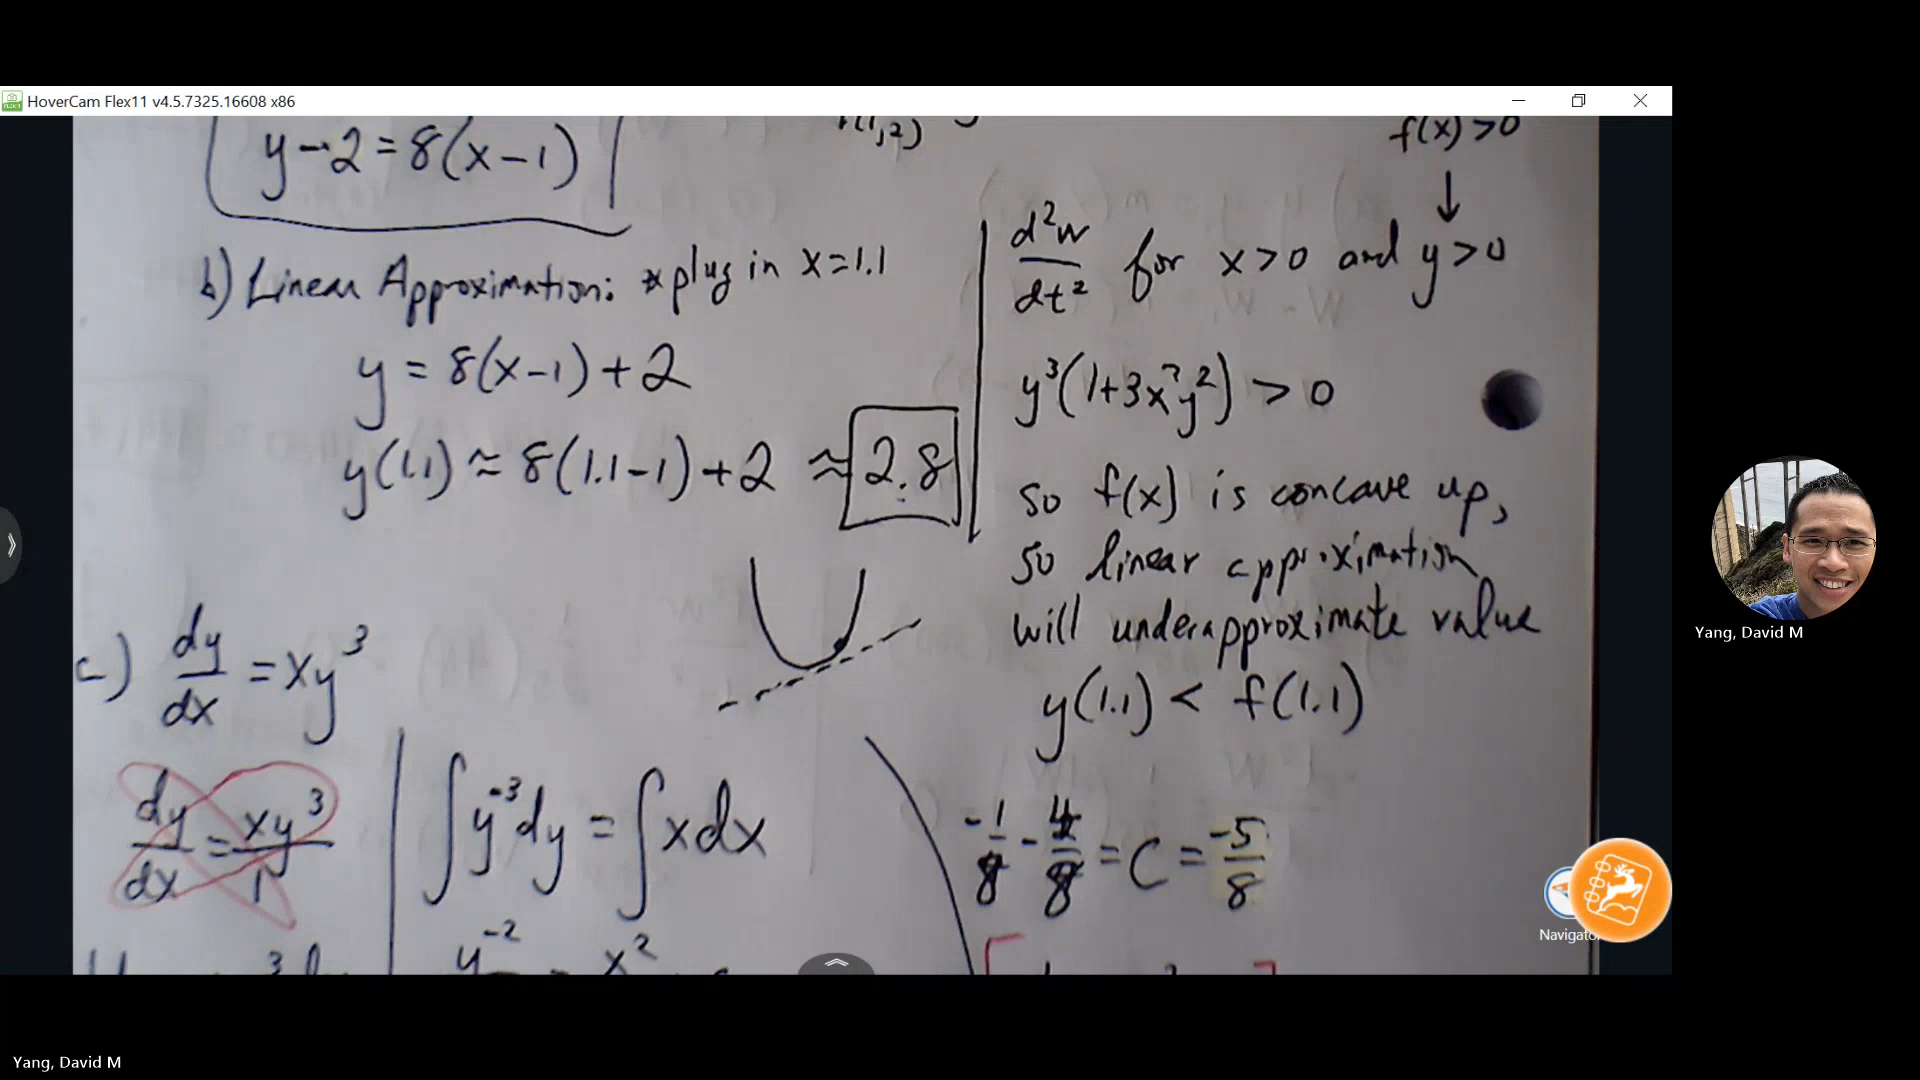 HoverCam Flex11 v4.5.7325.16608 x86
y-2=8(x-1)
b) Linear Approximation: *plug in x=1.1
y = 8(x-1)+2
y(1.1) ≈ 8(1.1-1)+2 ≈ 2.8
c) dy/dx = xy³
dy/dx = xy³/1
∫y⁻³dy = ∫xdx
f(x) >0
↓
d²w/dt² for x>0 and y>0
y³(1+3x²y²) > 0
so f(x) is concave up,
so linear approximation
will underapproximate value
y(1.1) < f(1.1)
-1/8 - 4/8 = C = -5/8
Yang, David M
Yang, David M